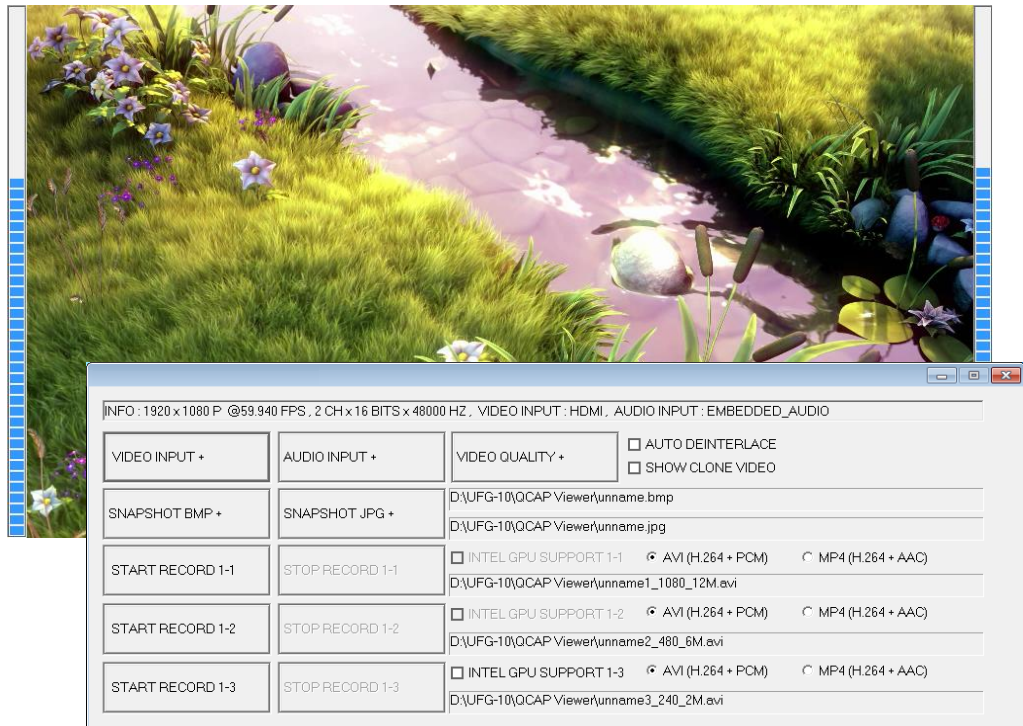 INFO : 1920 x 1080 P @59.940 FPS , 2 CH x 16 BITS x 48000 HZ , VIDEO INPUT : HDMI , AUDIO INPUT : EMBEDDED_AUDIO
VIDEO INPUT + AUDIO INPUT + VIDEO QUALITY + AUTO DEINTERLACE
SHOW CLONE VIDEO
SNAPSHOT BMP + SNAPSHOT JPG + D:\UFG-10\QCAP Viewer\unname.bmp
D:\UFG-10\QCAP Viewer\unname.jpg
START RECORD 1-1 STOP RECORD 1-1 INTEL GPU SUPPORT 1-1 AVI (H.264 + PCM) MP4 (H.264 + AAC)
D:\UFG-10\QCAP Viewer\unname1_1080_12M.avi
START RECORD 1-2 STOP RECORD 1-2 INTEL GPU SUPPORT 1-2 AVI (H.264 + PCM) MP4 (H.264 + AAC)
D:\UFG-10\QCAP Viewer\unname2_480_6M.avi
START RECORD 1-3 STOP RECORD 1-3 INTEL GPU SUPPORT 1-3 AVI (H.264 + PCM) MP4 (H.264 + AAC)
D:\UFG-10\QCAP Viewer\unname3_240_2M.avi